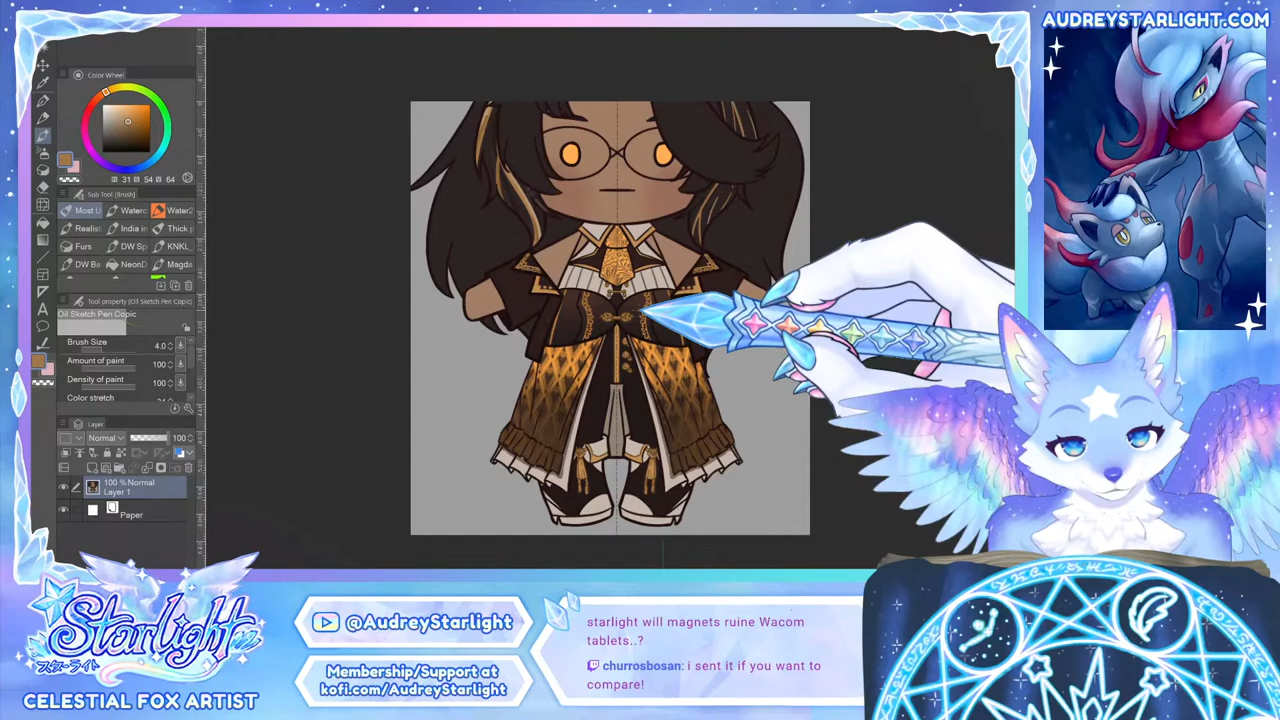 AUDREYSTARLIGHT.COM
Color Wheel
31 54 64
Sub Tool [Brush]
Most U
Waterc
Water2
Realist
India in
Thick p
Furs
DW Sp
KNKL_
DW Ba
NeonD
Magda
Tool property [Oil Sketch Pen Copic]
Oil Sketch Pen Copic
Brush Size 4.0
Amount of paint 100
Density of paint 100
Color stretch
Layer
Normal 100
100 % Normal
Layer 1
Paper
Starlight
スターライト
CELESTIAL FOX ARTIST
@AudreyStarlight
Membership/Support at
kofi.com/AudreyStarlight
starlight will magnets ruine Wacom
tablets..?
churrosbosan: i sent it if you want to
compare!